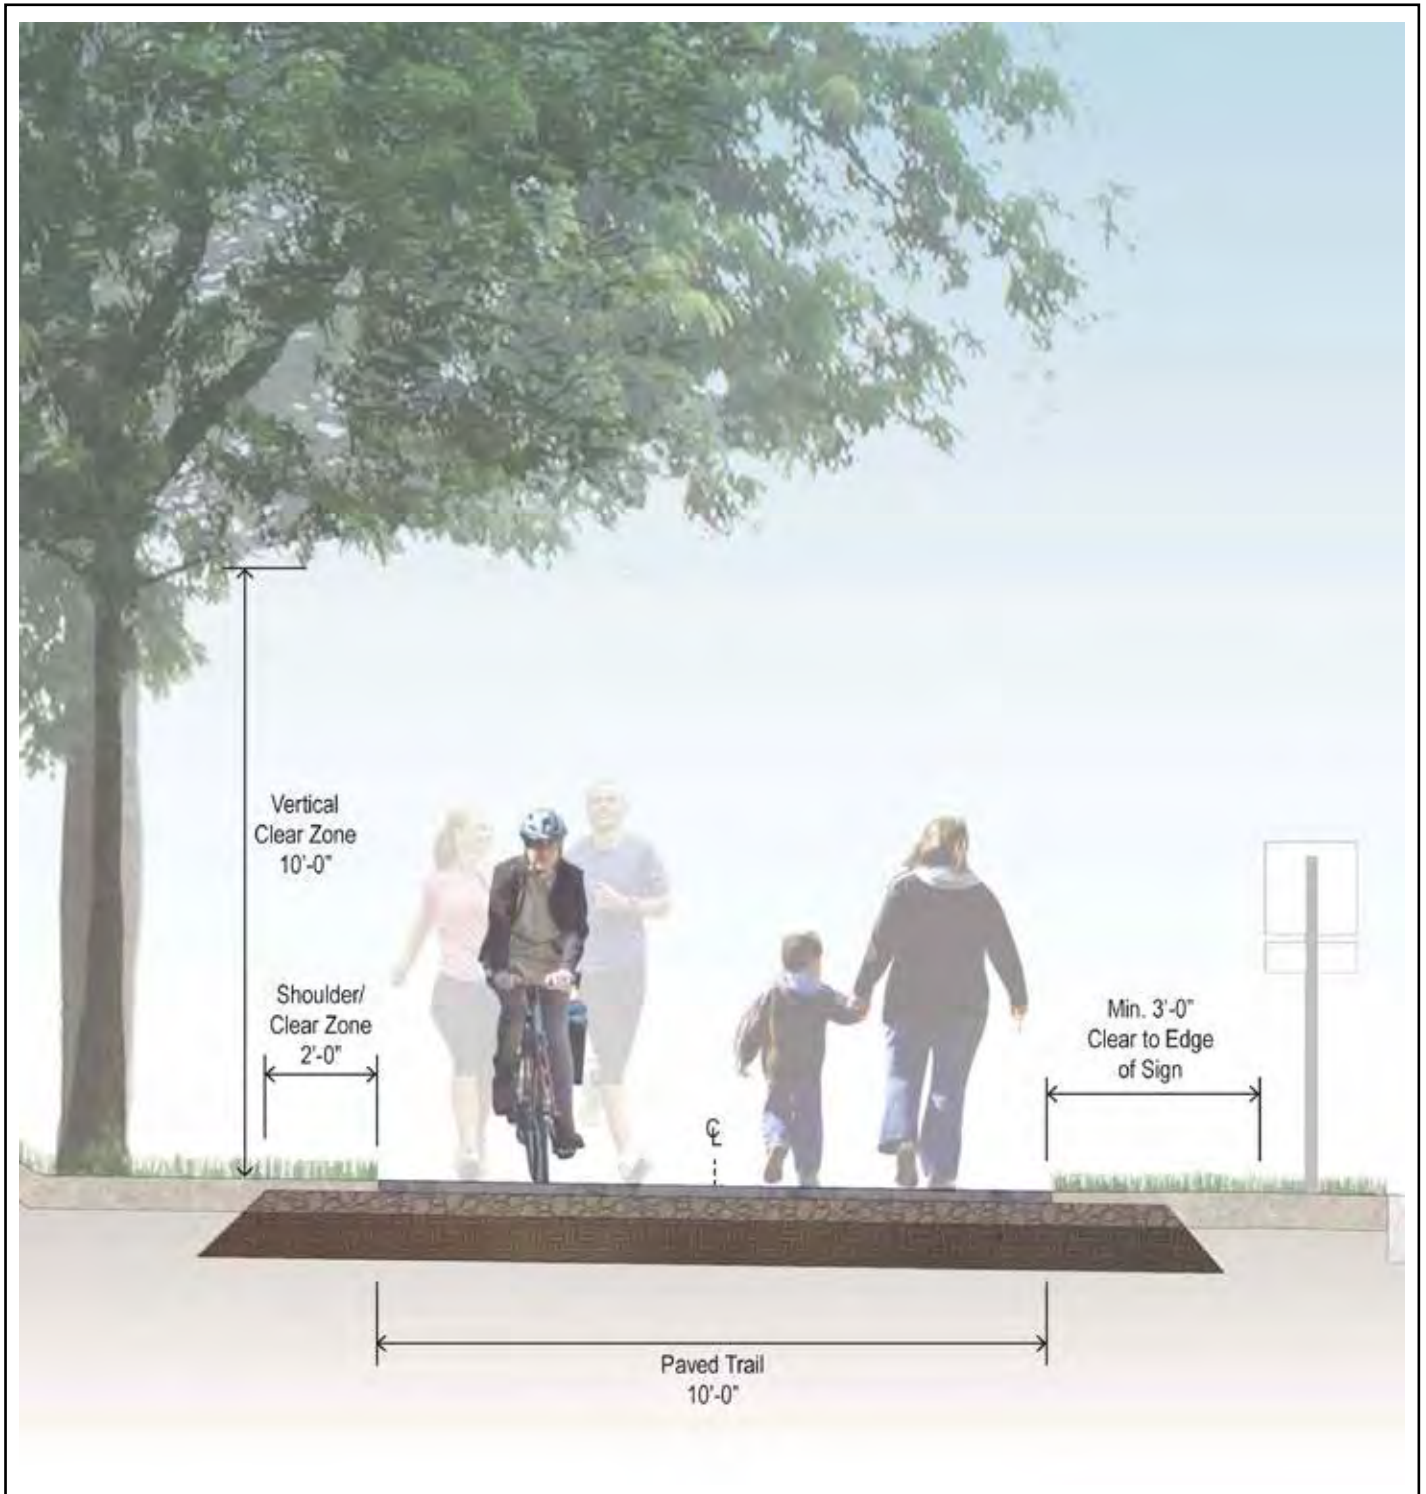 Vertical
Clear Zone
10'-0"
Shoulder/
Clear Zone
2'-0"
Min. 3'-0"
Clear to Edge
of Sign
℄
Paved Trail
10'-0"